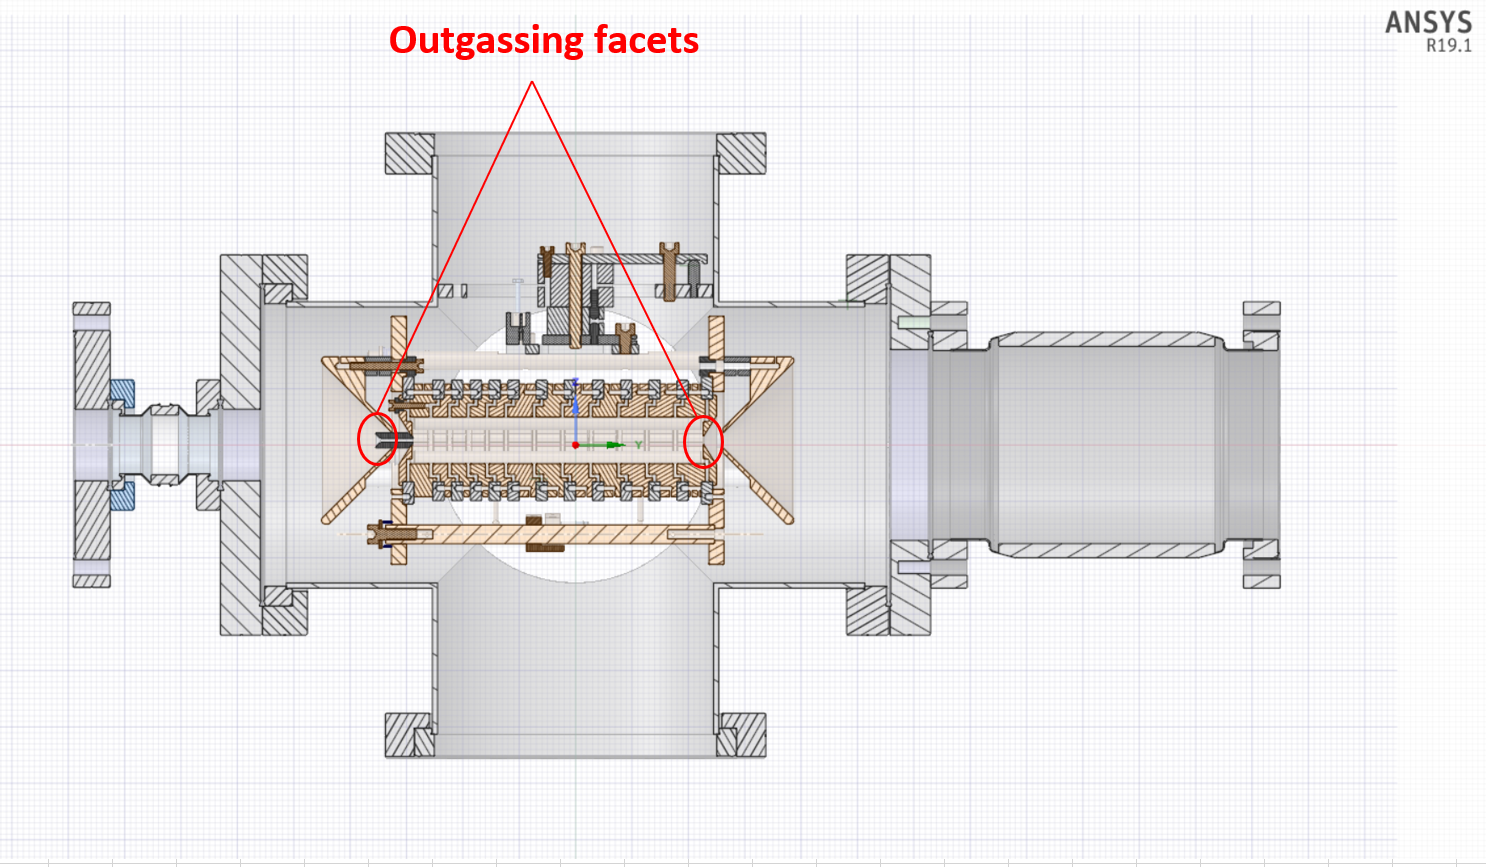 Outgassing facets
ANSYS
R19.1
Y